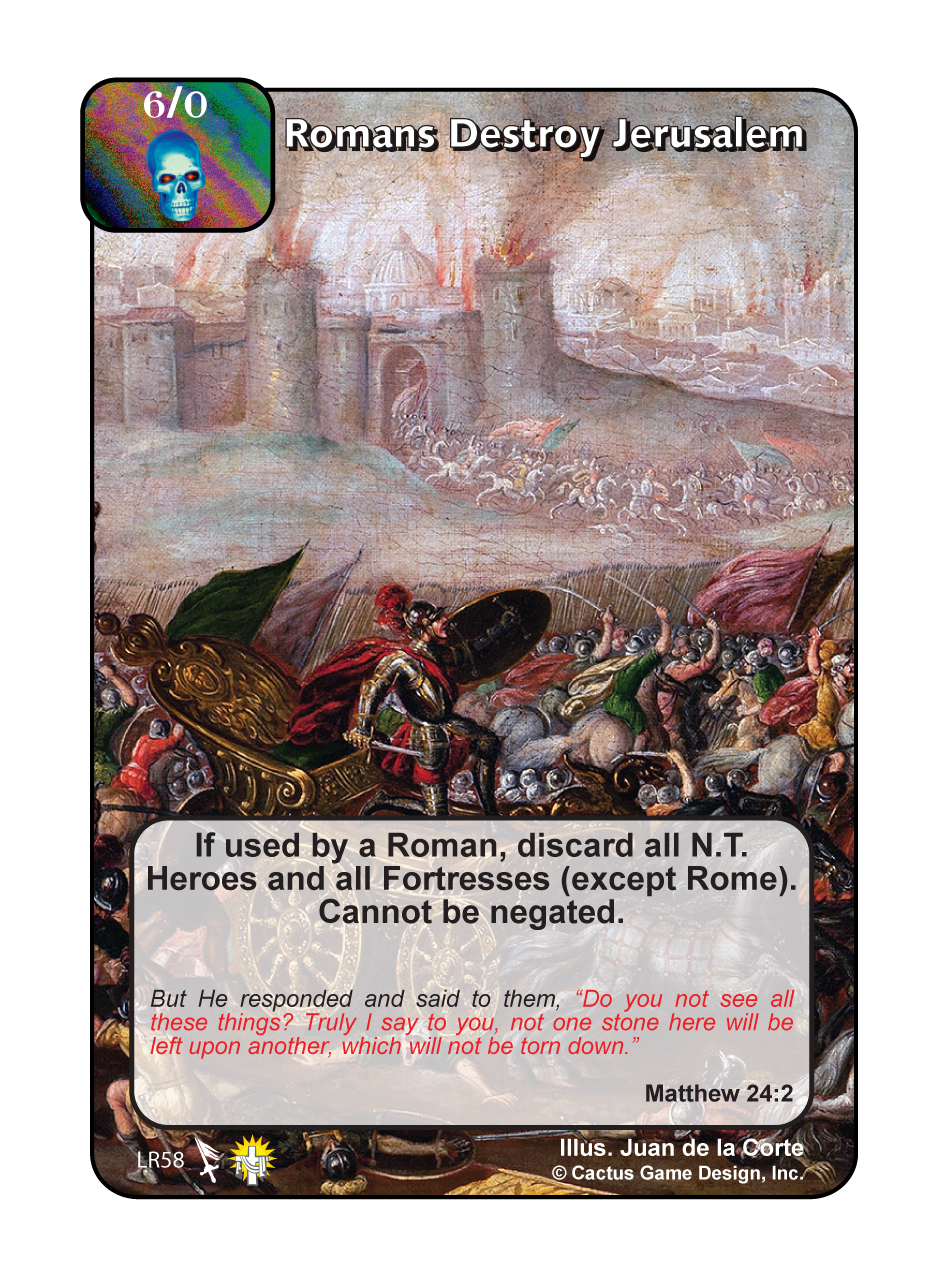 6/0
Romans Destroy Jerusalem
If used by a Roman, discard all N.T.
Heroes and all Fortresses (except Rome).
Cannot be negated.
But He responded and said to them, “Do you not see all
these things? Truly I say to you, not one stone here will be
left upon another, which will not be torn down.”
Matthew 24:2
LR58
Illus. Juan de la Corte
© Cactus Game Design, Inc.